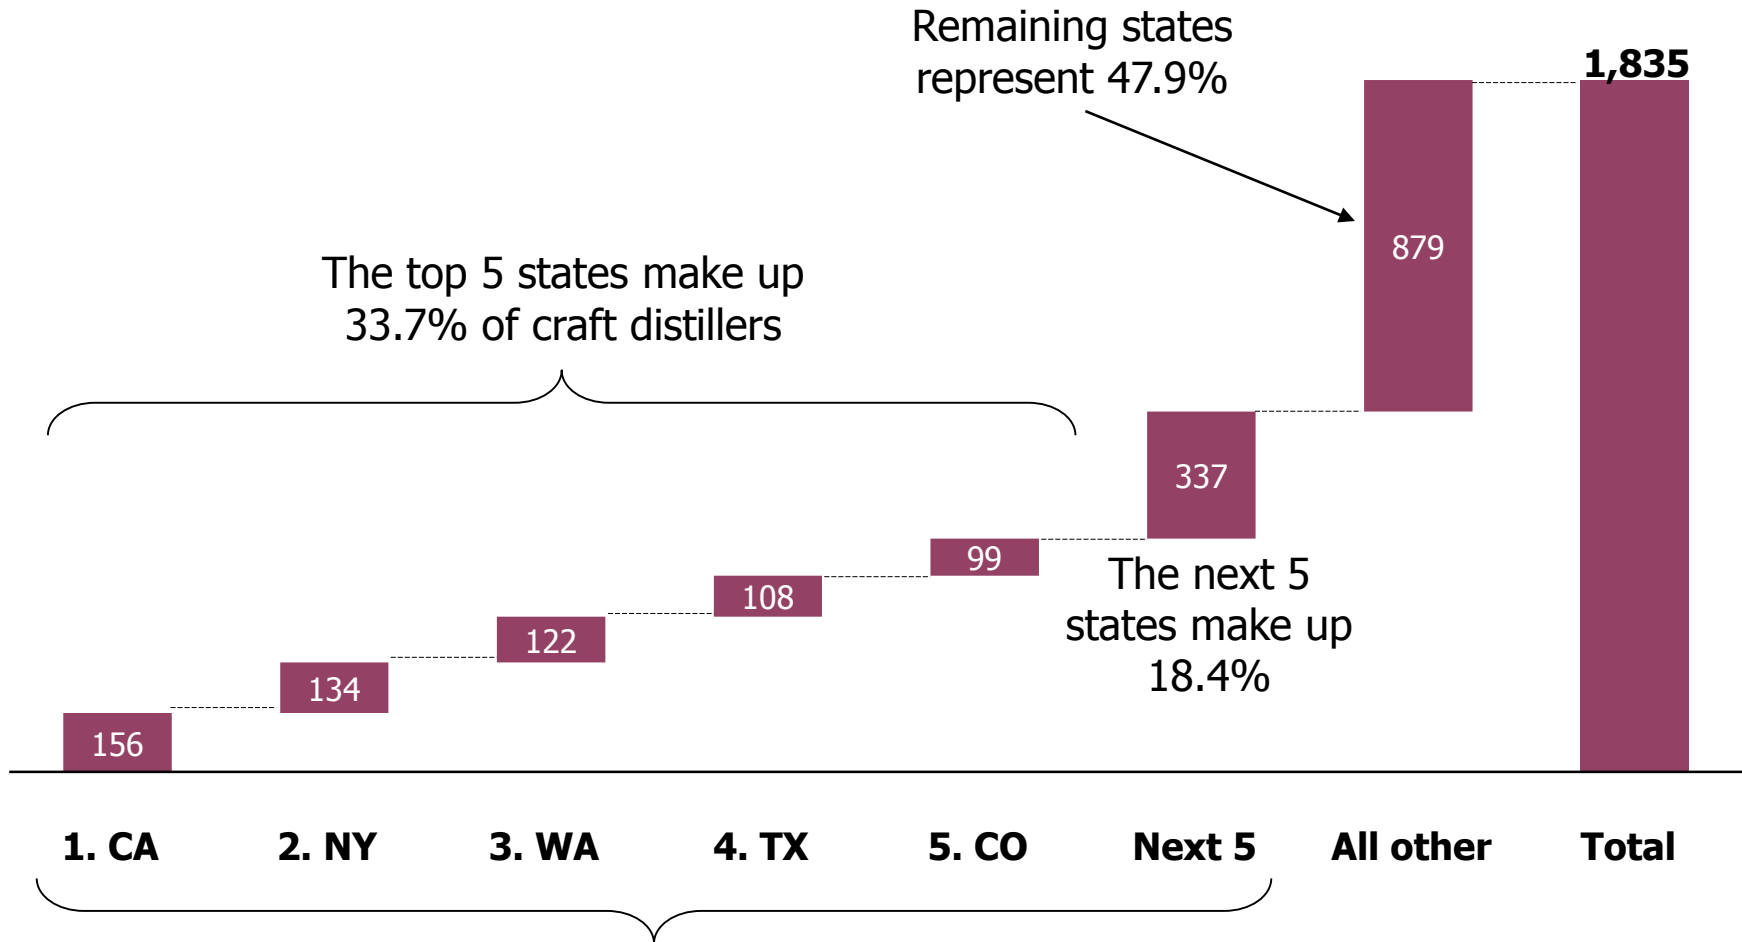 Remaining states
represent 47.9%
1,835
The top 5 states make up
33.7% of craft distillers
879
337
The next 5
states make up
18.4%
99
108
122
134
156
1. CA
2. NY
3. WA
4. TX
5. CO
Next 5
All other
Total